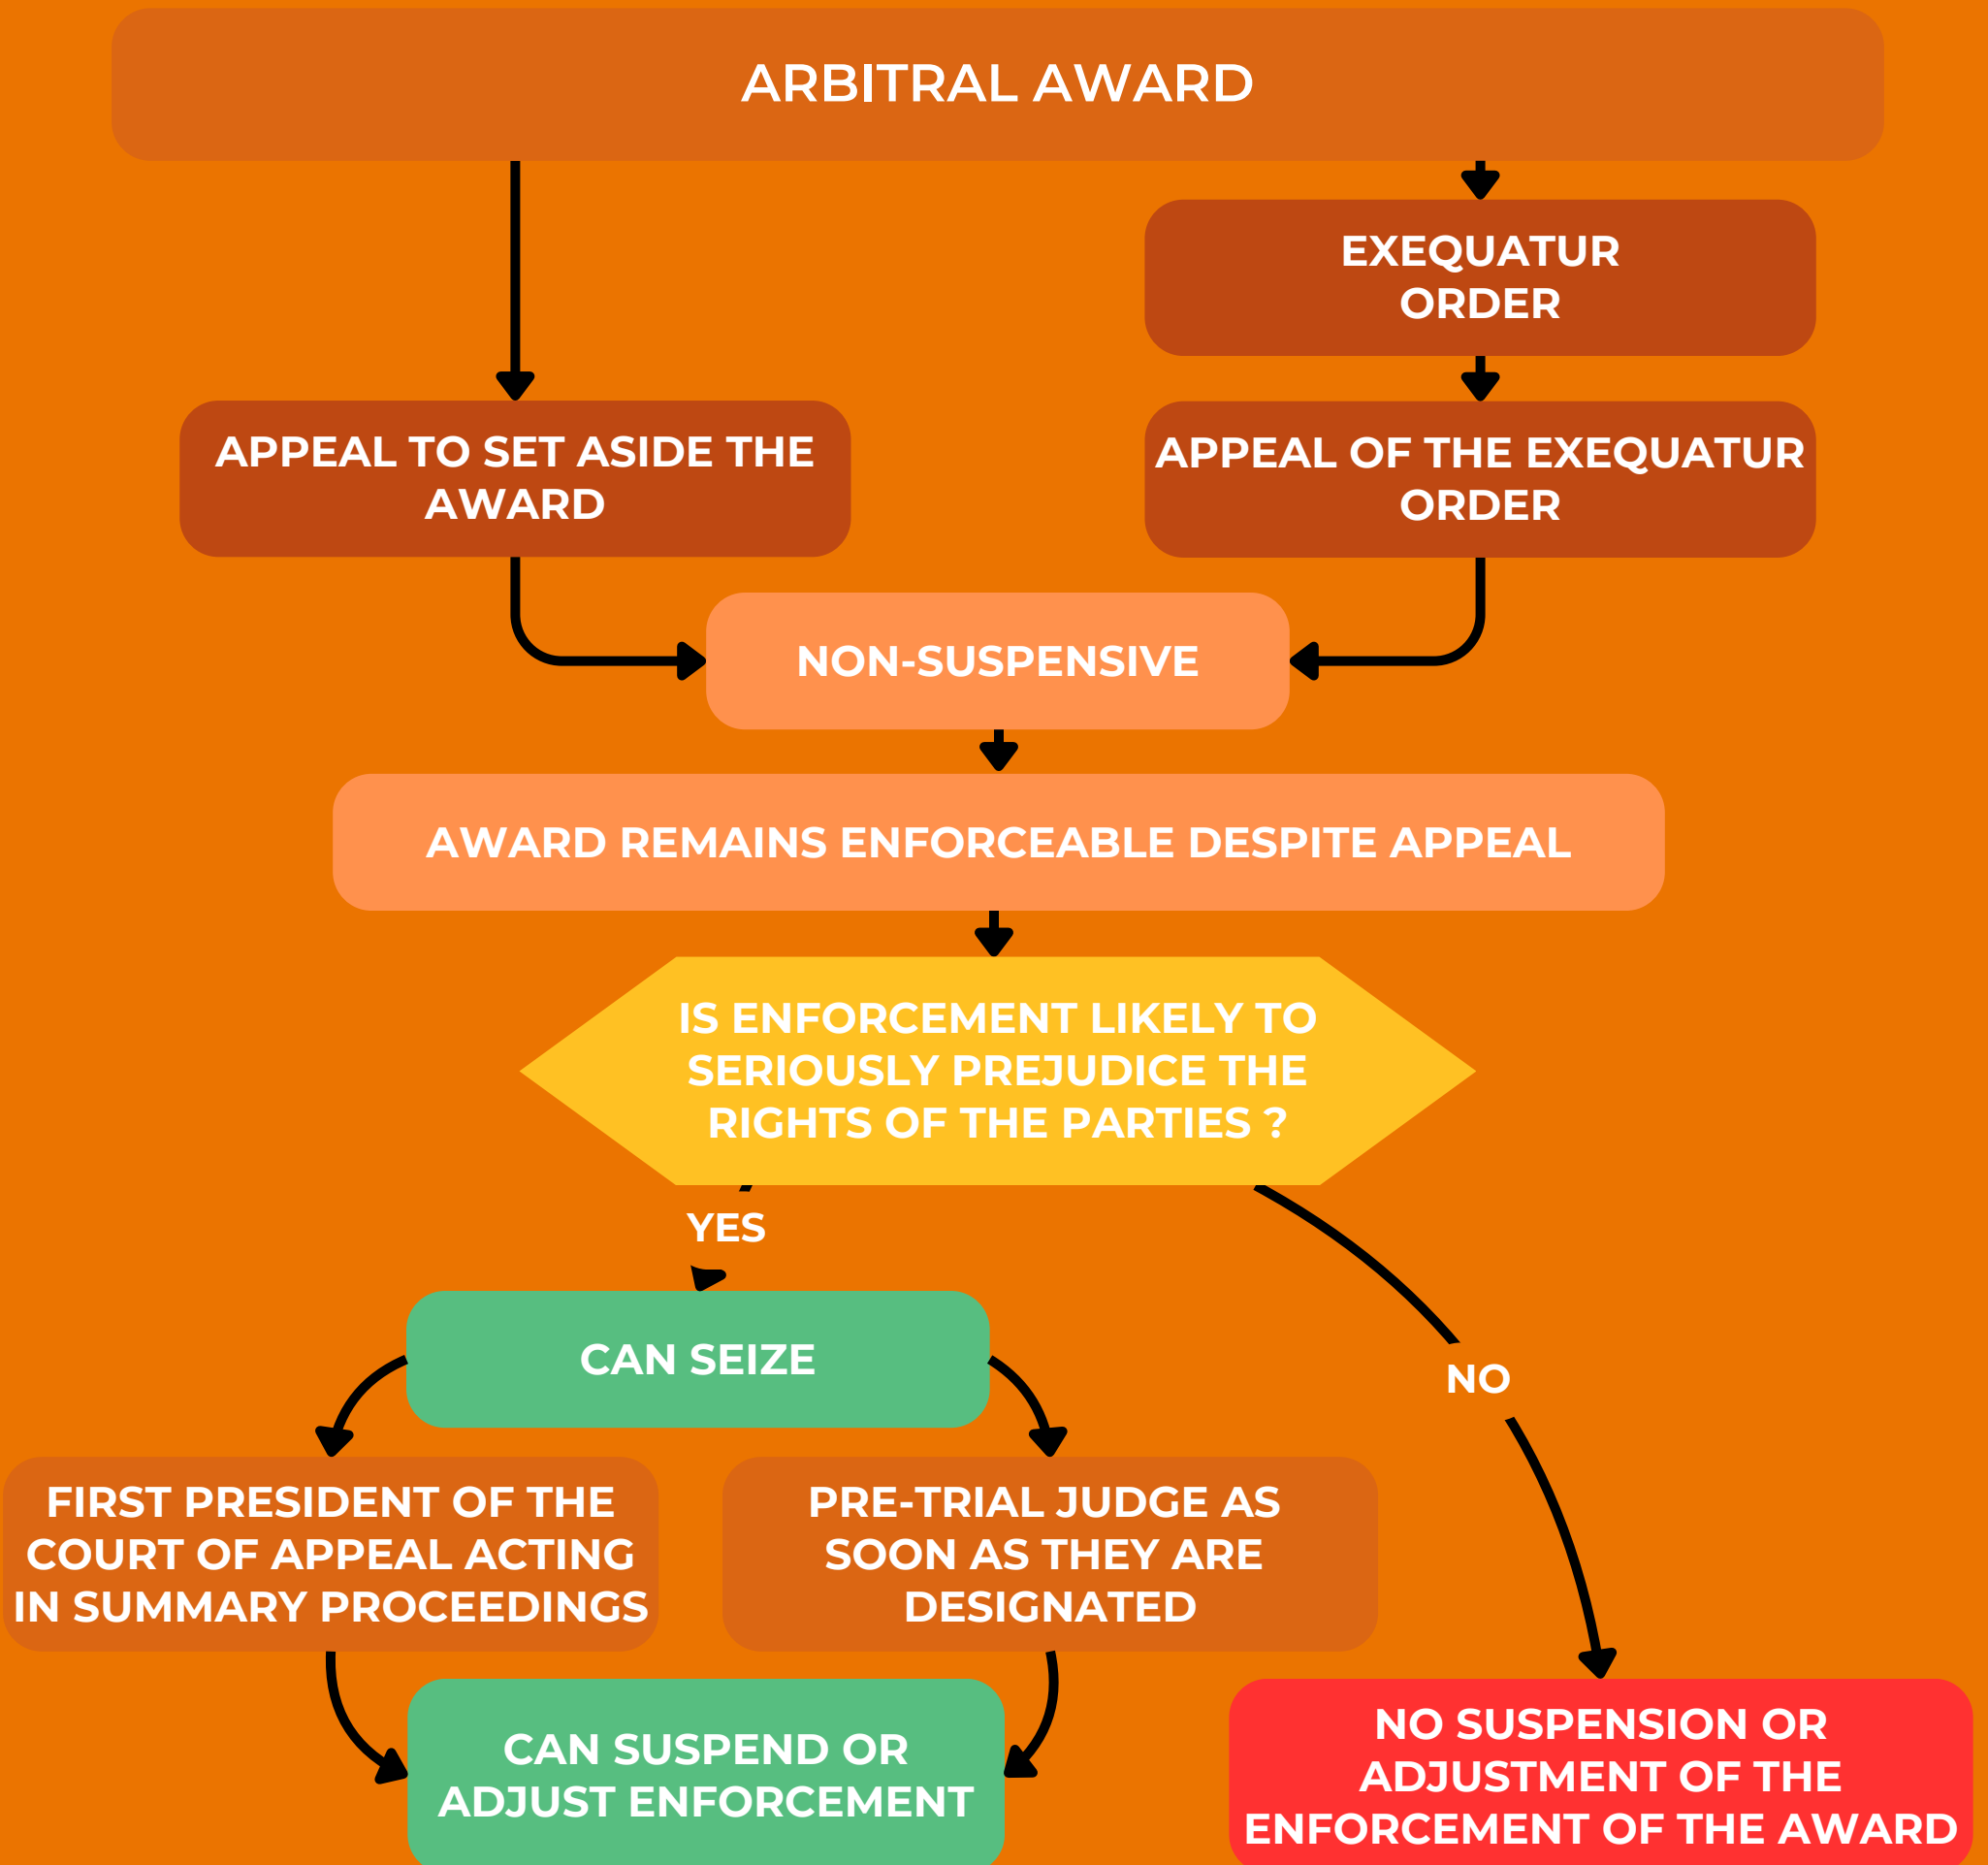 ARBITRAL AWARD
EXEQUATUR
ORDER
APPEAL TO SET ASIDE THE
AWARD
APPEAL OF THE EXEQUATUR
ORDER
NON-SUSPENSIVE
AWARD REMAINS ENFORCEABLE DESPITE APPEAL
IS ENFORCEMENT LIKELY TO
SERIOUSLY PREJUDICE THE
RIGHTS OF THE PARTIES ?
YES
CAN SEIZE
NO
FIRST PRESIDENT OF THE
COURT OF APPEAL ACTING
IN SUMMARY PROCEEDINGS
PRE-TRIAL JUDGE AS
SOON AS THEY ARE
DESIGNATED
CAN SUSPEND OR
ADJUST ENFORCEMENT
NO SUSPENSION OR
ADJUSTMENT OF THE
ENFORCEMENT OF THE AWARD